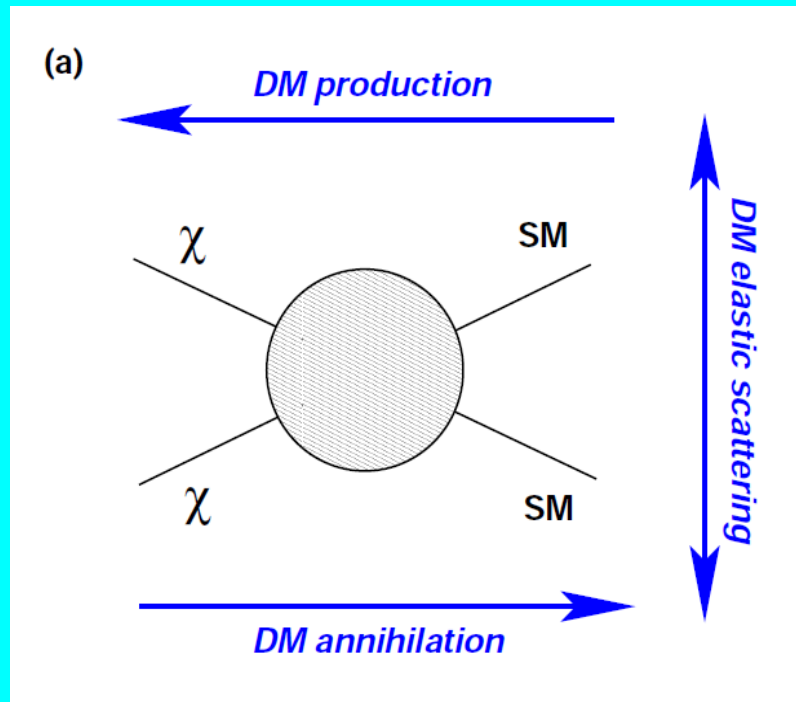 (a)
DM production
χ
SM
DM elastic scattering
χ
SM
DM annihilation